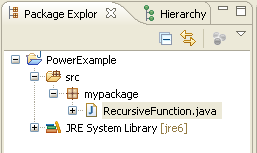 Package Explor Hierarchy
PowerExample
src
mypackage
RecursiveFunction.java
JRE System Library [jre6]